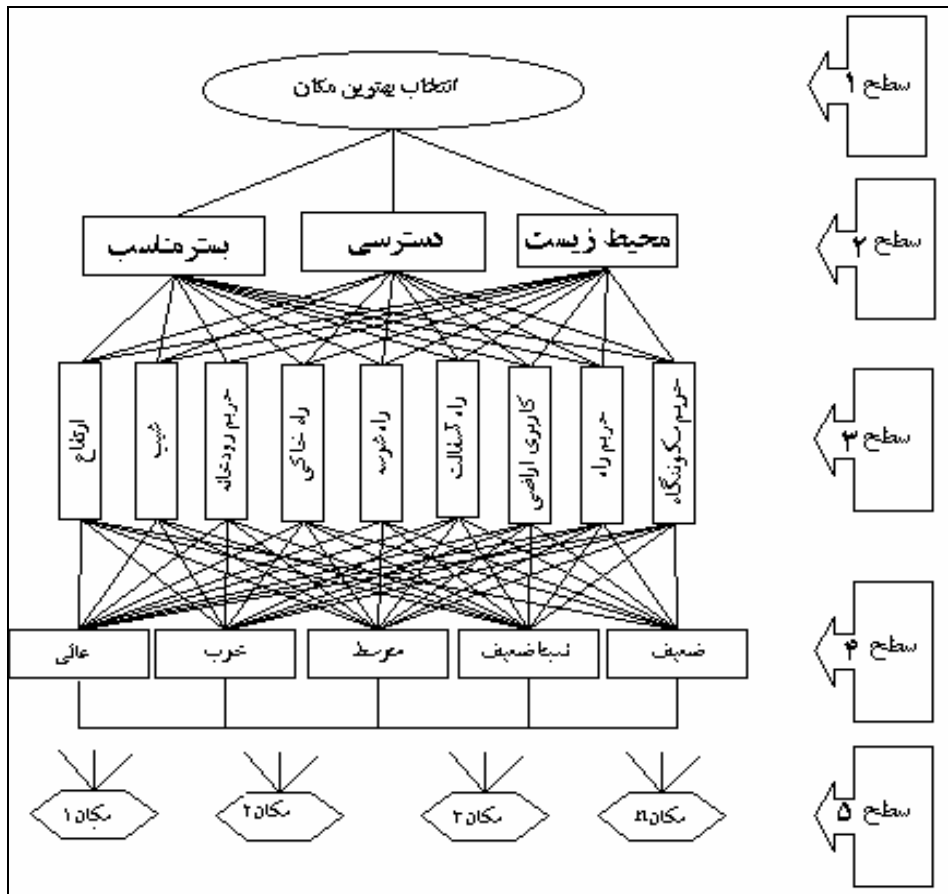 انتخاب بهترین مکان
سطح ۱
محیط زیست
دسترسی
بستر مناسب
سطح ۲
حریم سکونتگاه
حریم راه
کاربری اراضی
راه آسفالت
راه شوسه
راه خاکی
حریم رودخانه
شیب
ارتفاع
سطح ۳
ضعیف
نسبتا ضعیف
متوسط
خوب
عالی
سطح ۴
مکان n
مکان ۲
مکان ۲
مکان ۱
سطح ۵